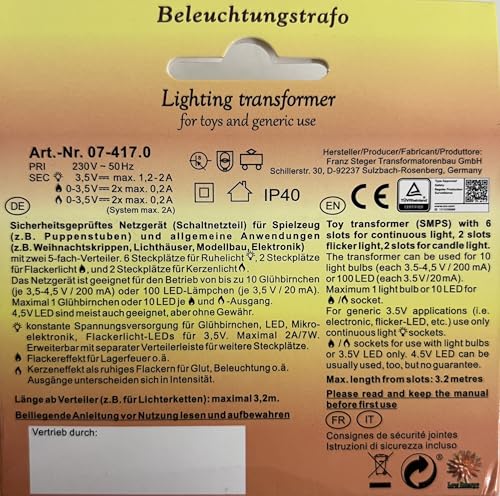 Beleuchtungstrafo
Lighting transformer
for toys and generic use
Art.-Nr. 07-417.0
PRI 230V ~ 50Hz
SEC 3,5V max. 1,2-2A
0-3,5V 2x max. 0,2A
0-3,5V 2x max. 0,2A
(System max. 2A)
IP40
Hersteller/Producer/Fabricant/Produttore:
Franz Steger Transformatorenbau GmbH
Schillerstr. 30, D-92237 Sulzbach-Rosenberg, Germany
DE
Sicherheitsgeprüftes Netzgerät (Schaltnetzteil) für Spielzeug
(z.B. Puppenstuben) und allgemeine Anwendungen
(z.B. Weihnachtskrippen, Lichthäuser, Modellbau, Elektronik)
mit zwei 5-fach-Verteiler. 6 Steckplätze für Ruhelicht, 2 Steckplätze
für Flackerlicht und 2 Steckplätze für Kerzenlicht.
Das Netzgerät ist geeignet für den Betrieb von bis zu 10 Glühbirnchen
(je 3,5-4,5V / 200 mA) oder 100 LED-Lämpchen (je 3,5 V / 20 mA).
Maximal 1 Glühbirnchen oder 10 LED je / -Ausgang.
4,5V LED sind meist auch geeignet, aber ohne Gewähr.
konstante Spannungsversorgung für Glühbirnchen, LED, Mikro-
elektronik, Flackerlicht-LEDs für 3,5V. Maximal 2A/7W.
Erweiterbar mit separater Verteilerleiste für weitere Steckplätze.
Flackereffekt für Lagerfeuer o.ä.
Kerzeneffekt als ruhiges Flackern für Glut, Beleuchtung o.ä.
Ausgänge unterscheiden sich in Intensität.
Länge ab Verteiler (z.B. für Lichterketten): maximal 3,2m.
Beiliegende Anleitung vor Nutzung lesen und aufbewahren
Vertrieb durch:
EN
TÜV Rheinland
CERTIFIED
CE
Toy transformer (SMPS) with 6
slots for continuous light, 2 slots
flicker light, 2 slots for candle light.
The transformer can be used for 10
light bulbs (each 3.5-4,5V / 200 mA)
or 100 LED (each 3.5V/20 mA).
Maximum 1 light bulb or 10 LED for
/ socket.
For generic 3.5V applications (i.e.
electronic, flicker-LED, etc.) use only
continuous light sockets.
/ sockets for use with light bulbs
or 3.5V LED only. 4.5V LED can be
usually used, too, but no guarantee.
Max. length from slots: 3.2 metres
Please read and keep the manual
before first use
FR IT
Consignes de sécurité jointes
Istruzioni di sicurezza incluso